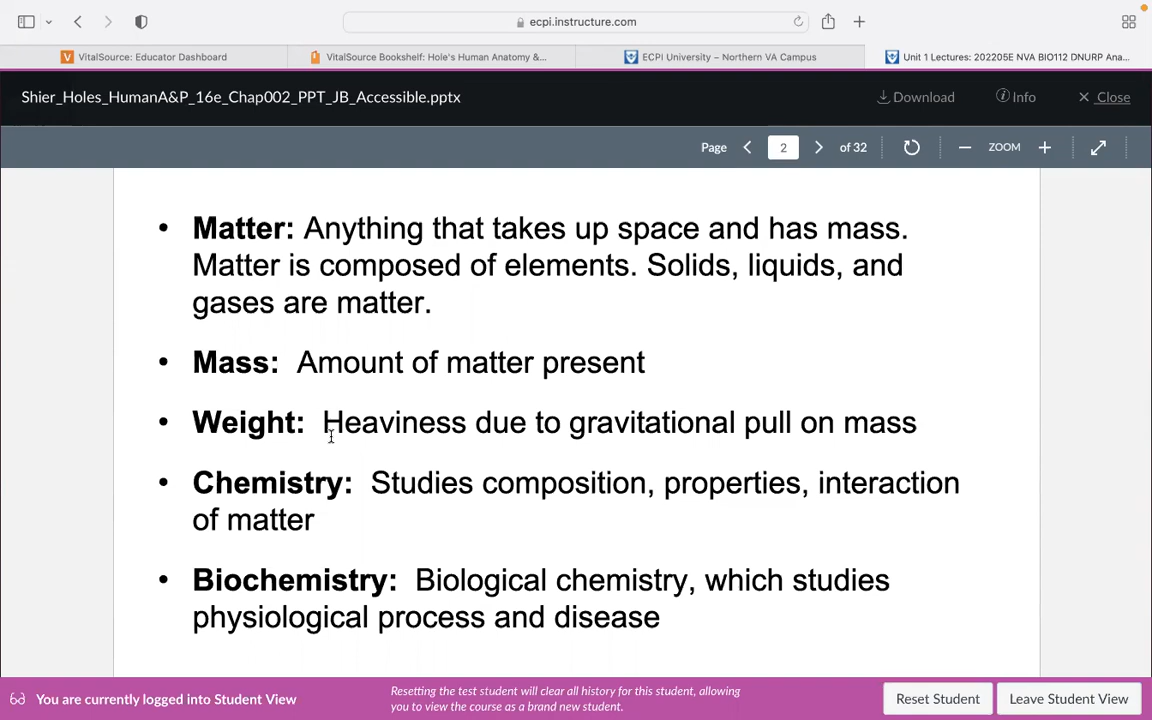 ecpi.instructure.com
VitalSource: Educator Dashboard
VitalSource Bookshelf: Hole's Human Anatomy &...
ECPI University – Northern VA Campus
Unit 1 Lectures: 202205E NVA BIO112 DNURP Ana...
Shier_Holes_HumanA&P_16e_Chap002_PPT_JB_Accessible.pptx
Download
Info
Close
Page 2 of 32
ZOOM
• Matter: Anything that takes up space and has mass.
Matter is composed of elements. Solids, liquids, and
gases are matter.
• Mass: Amount of matter present
• Weight: Heaviness due to gravitational pull on mass
• Chemistry: Studies composition, properties, interaction
of matter
• Biochemistry: Biological chemistry, which studies
physiological process and disease
You are currently logged into Student View
Resetting the test student will clear all history for this student, allowing
you to view the course as a brand new student.
Reset Student
Leave Student View